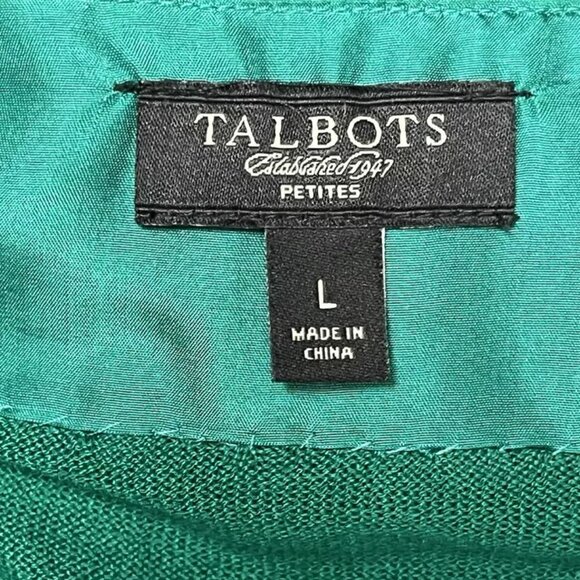 TALBOTS
Established 1947
PETITES
L
MADE IN
CHINA